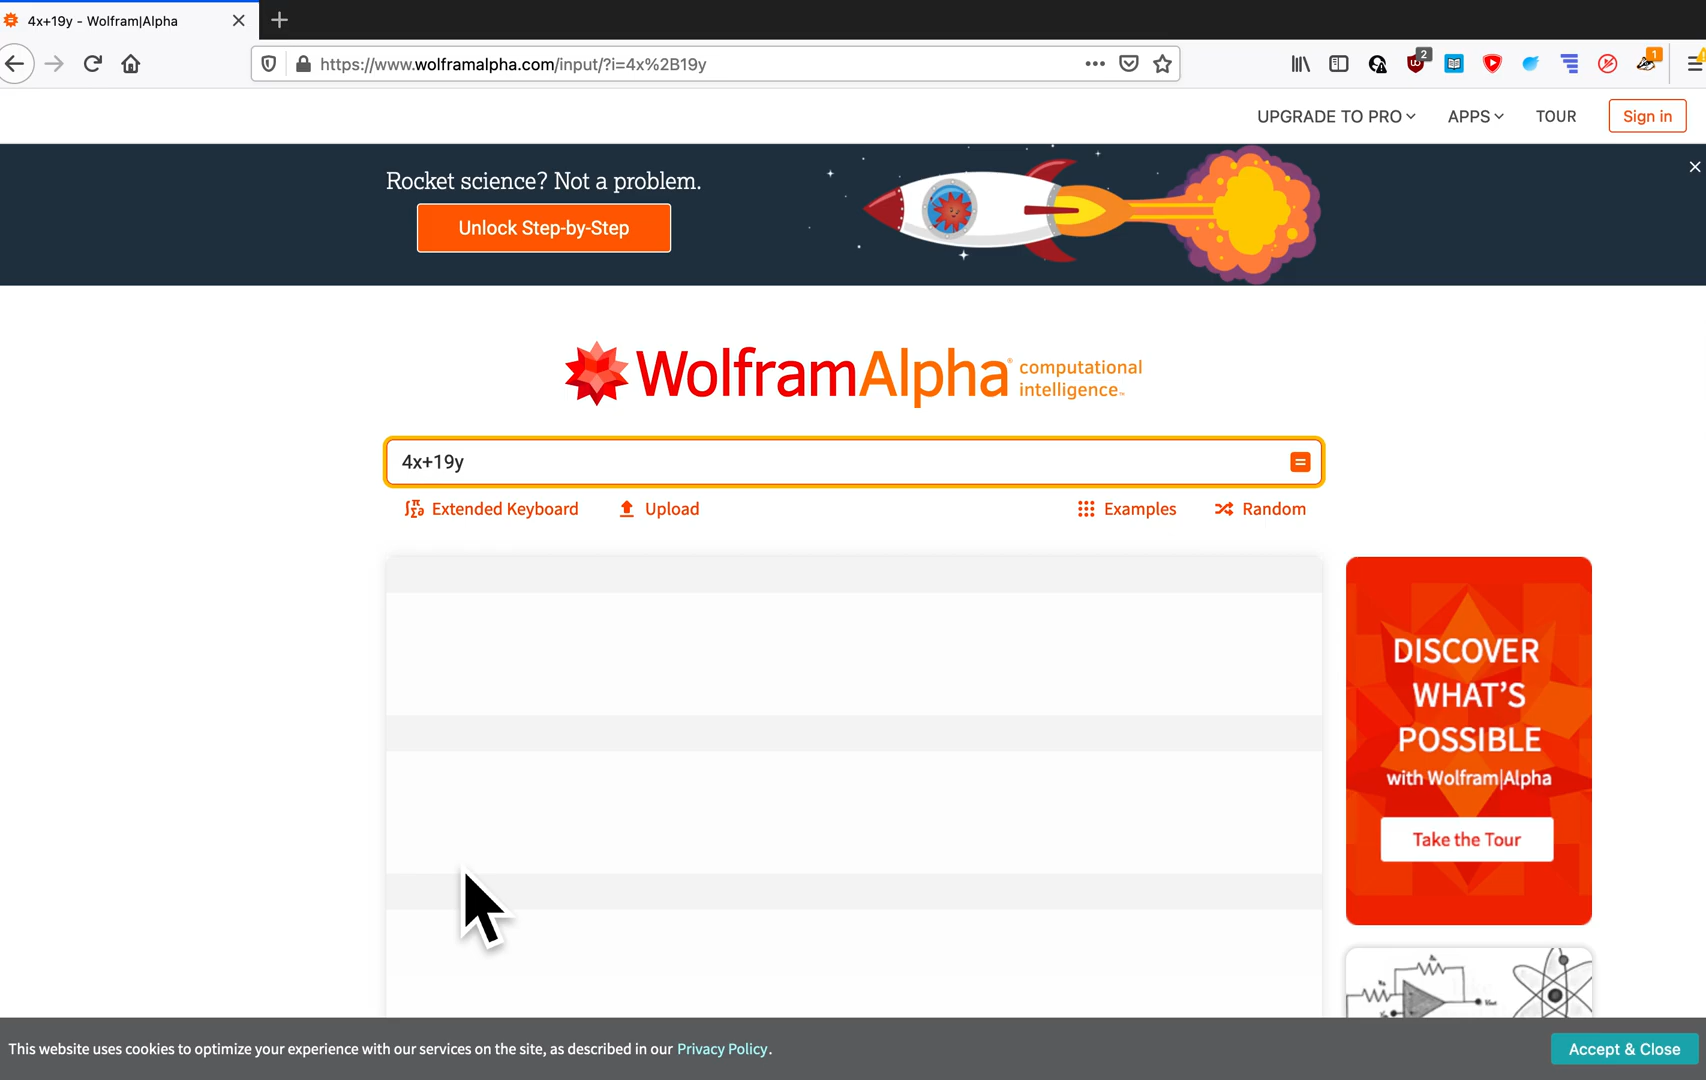 4x+19y - Wolfram|Alpha
https://www.wolframalpha.com/input/?i=4x%2B19y
2
1
UPGRADE TO PRO
APPS
TOUR
Sign in
Rocket science? Not a problem.
Unlock Step-by-Step
WolframAlpha computational intelligence™
4x+19y
Extended Keyboard
Upload
Examples
Random
DISCOVER
WHAT'S
POSSIBLE
with Wolfram|Alpha
Take the Tour
This website uses cookies to optimize your experience with our services on the site, as described in our Privacy Policy.
Accept & Close